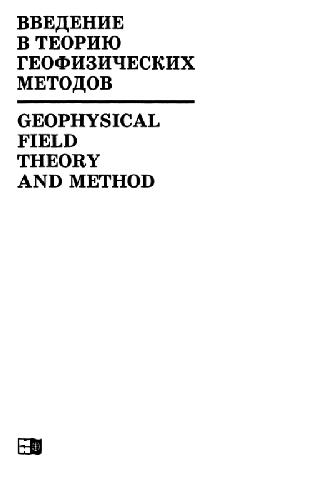 ВВЕДЕНИЕ
В ТЕОРИЮ
ГЕОФИЗИЧЕСКИХ
МЕТОДОВ
GEOPHYSICAL
FIELD
THEORY
AND METHOD